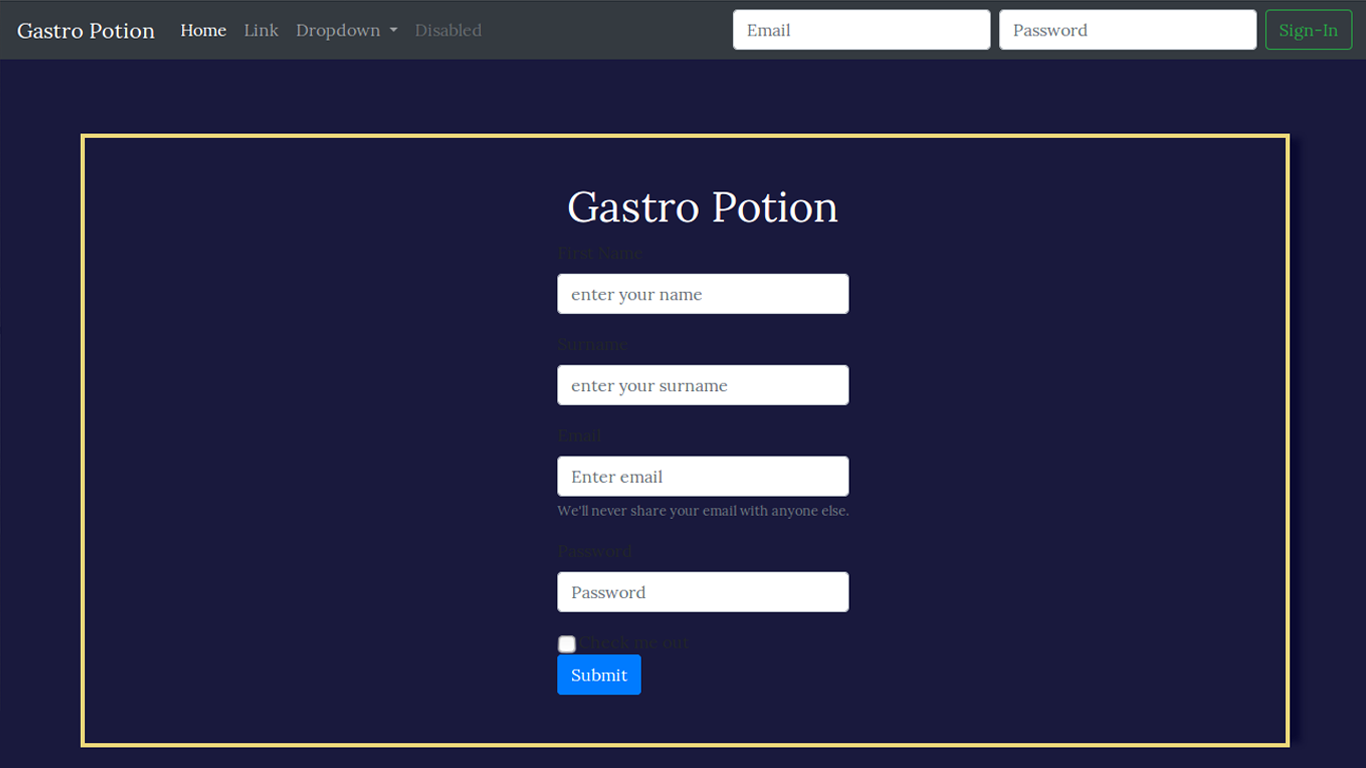 Gastro Potion Home Link Dropdown Disabled Email Password Sign-In
Gastro Potion
First Name
enter your name
Surname
enter your surname
Email
Enter email
We'll never share your email with anyone else.
Password
Password
Check me out
Submit